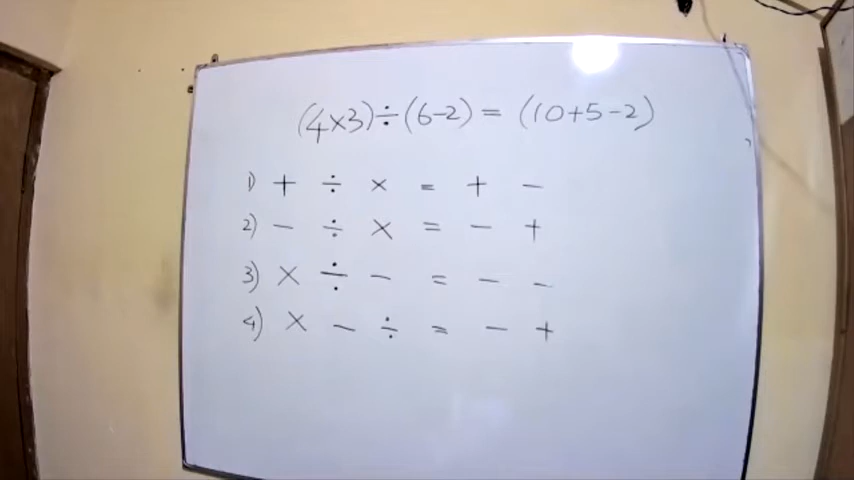 (4×3)÷(6-2) = (10+5-2)
1) + ÷ × = + -
2) - ÷ × = - +
3) × ÷ - = - -
4) × - ÷ = - +